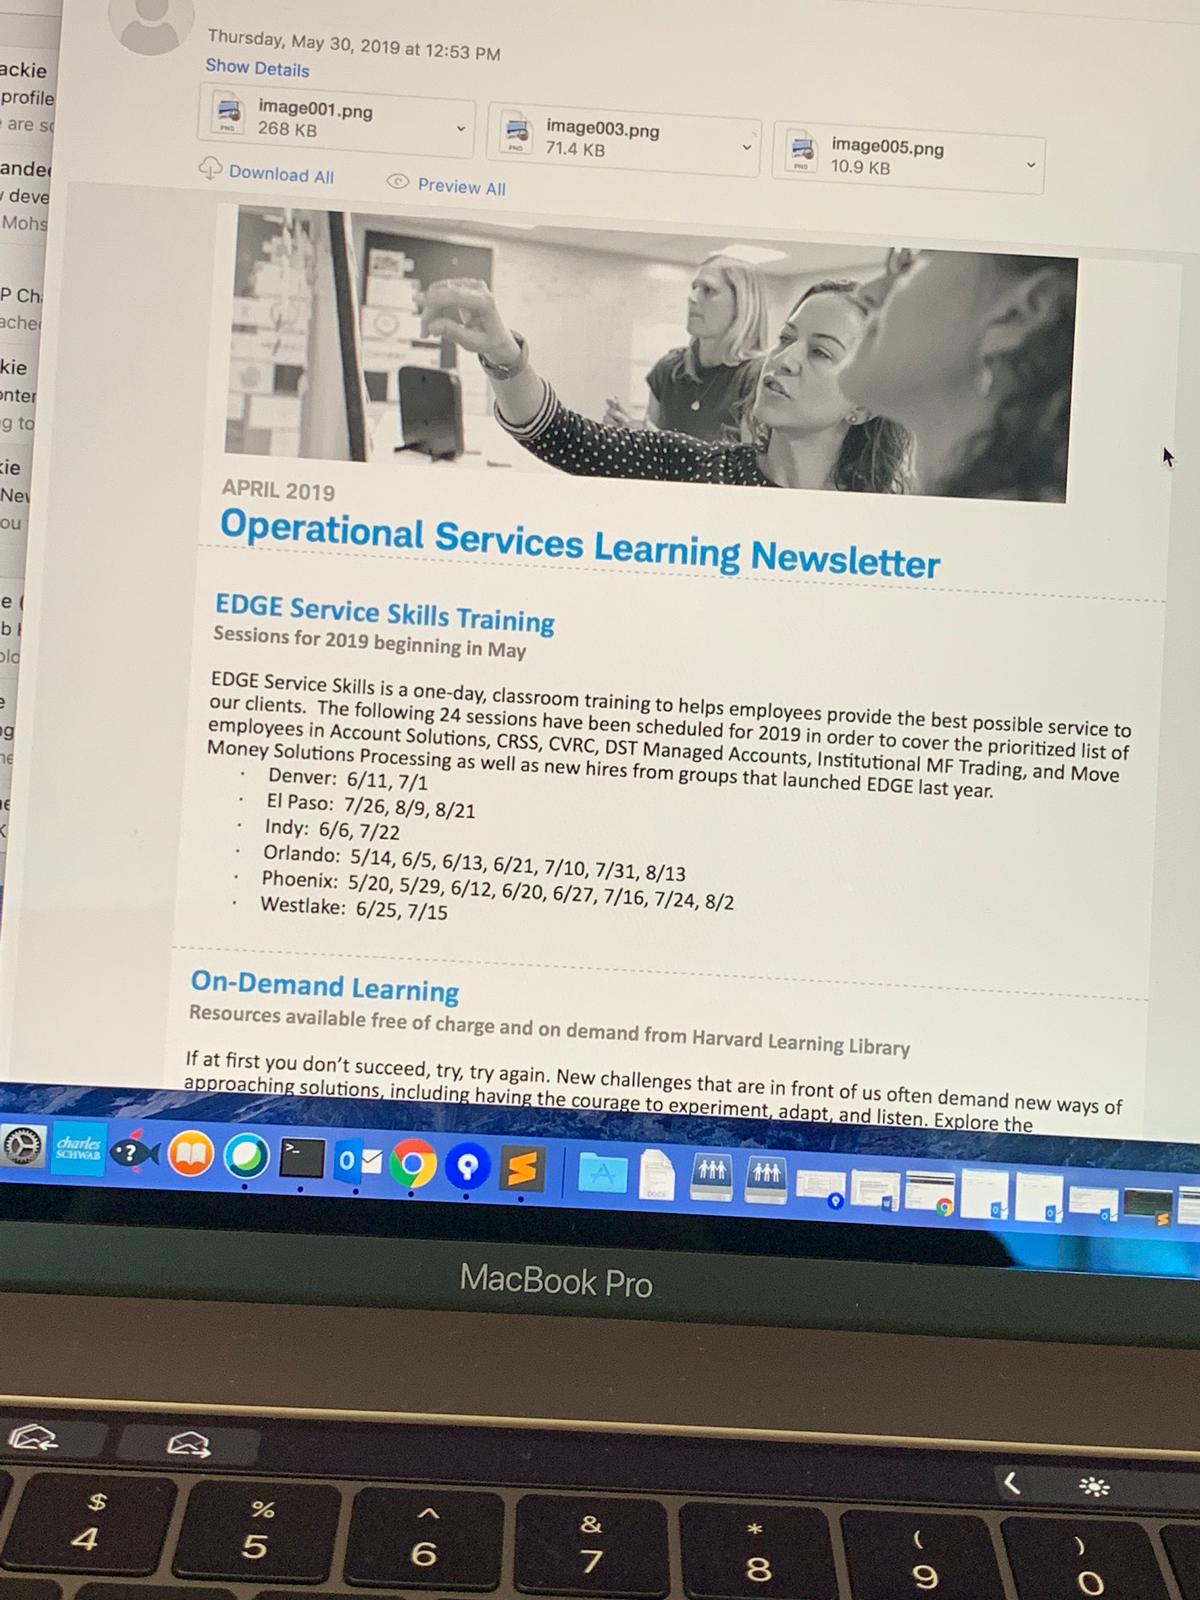 Thursday, May 30, 2019 at 12:53 PM
Show Details
image001.png
268 KB
image003.png
71.4 KB
image005.png
10.9 KB
PNG
PNG
PNG
Download All
Preview All
ackie
profile
are
deve
Mohs
P
kie
g to
kie
ou
APRIL 2019
Operational Services Learning Newsletter
EDGE Service Skills Training
Sessions for 2019 beginning in May
EDGE Service Skills is a one-day, classroom training to helps employees provide the best possible service to
our clients. The following 24 sessions have been scheduled for 2019 in order to cover the prioritized list of
employees in Account Solutions, CRSS, CVRC, DST Managed Accounts, Institutional MF Trading, and Move
Money Solutions Processing as well as new hires from groups that launched EDGE last year.
· Denver: 6/11, 7/1
· El Paso: 7/26, 8/9, 8/21
· Indy: 6/6, 7/22
· Orlando: 5/14, 6/5, 6/13, 6/21, 7/10, 7/31, 8/13
· Phoenix: 5/20, 5/29, 6/12, 6/20, 6/27, 7/16, 7/24, 8/2
· Westlake: 6/25, 7/15
On-Demand Learning
Resources available free of charge and on demand from Harvard Learning Library
If at first you don't succeed, try, try again. New challenges that are in front of us often demand new ways of
approaching solutions, including having the courage to experiment, adapt, and listen. Explore the
charles
SCHWAB
?
>_
DOCX
MacBook Pro
$
4
%
5
^
6
&
7
*
8
(
9
)
0